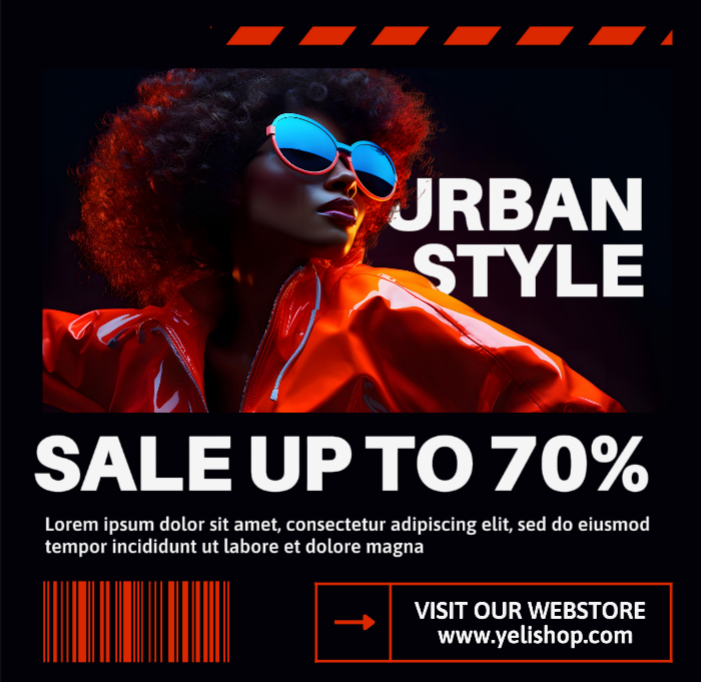 URBAN
STYLE
SALE UP TO 70%
Lorem ipsum dolor sit amet, consectetur adipiscing elit, sed do eiusmod
tempor incididunt ut labore et dolore magna
VISIT OUR WEBSTORE
www.yelishop.com